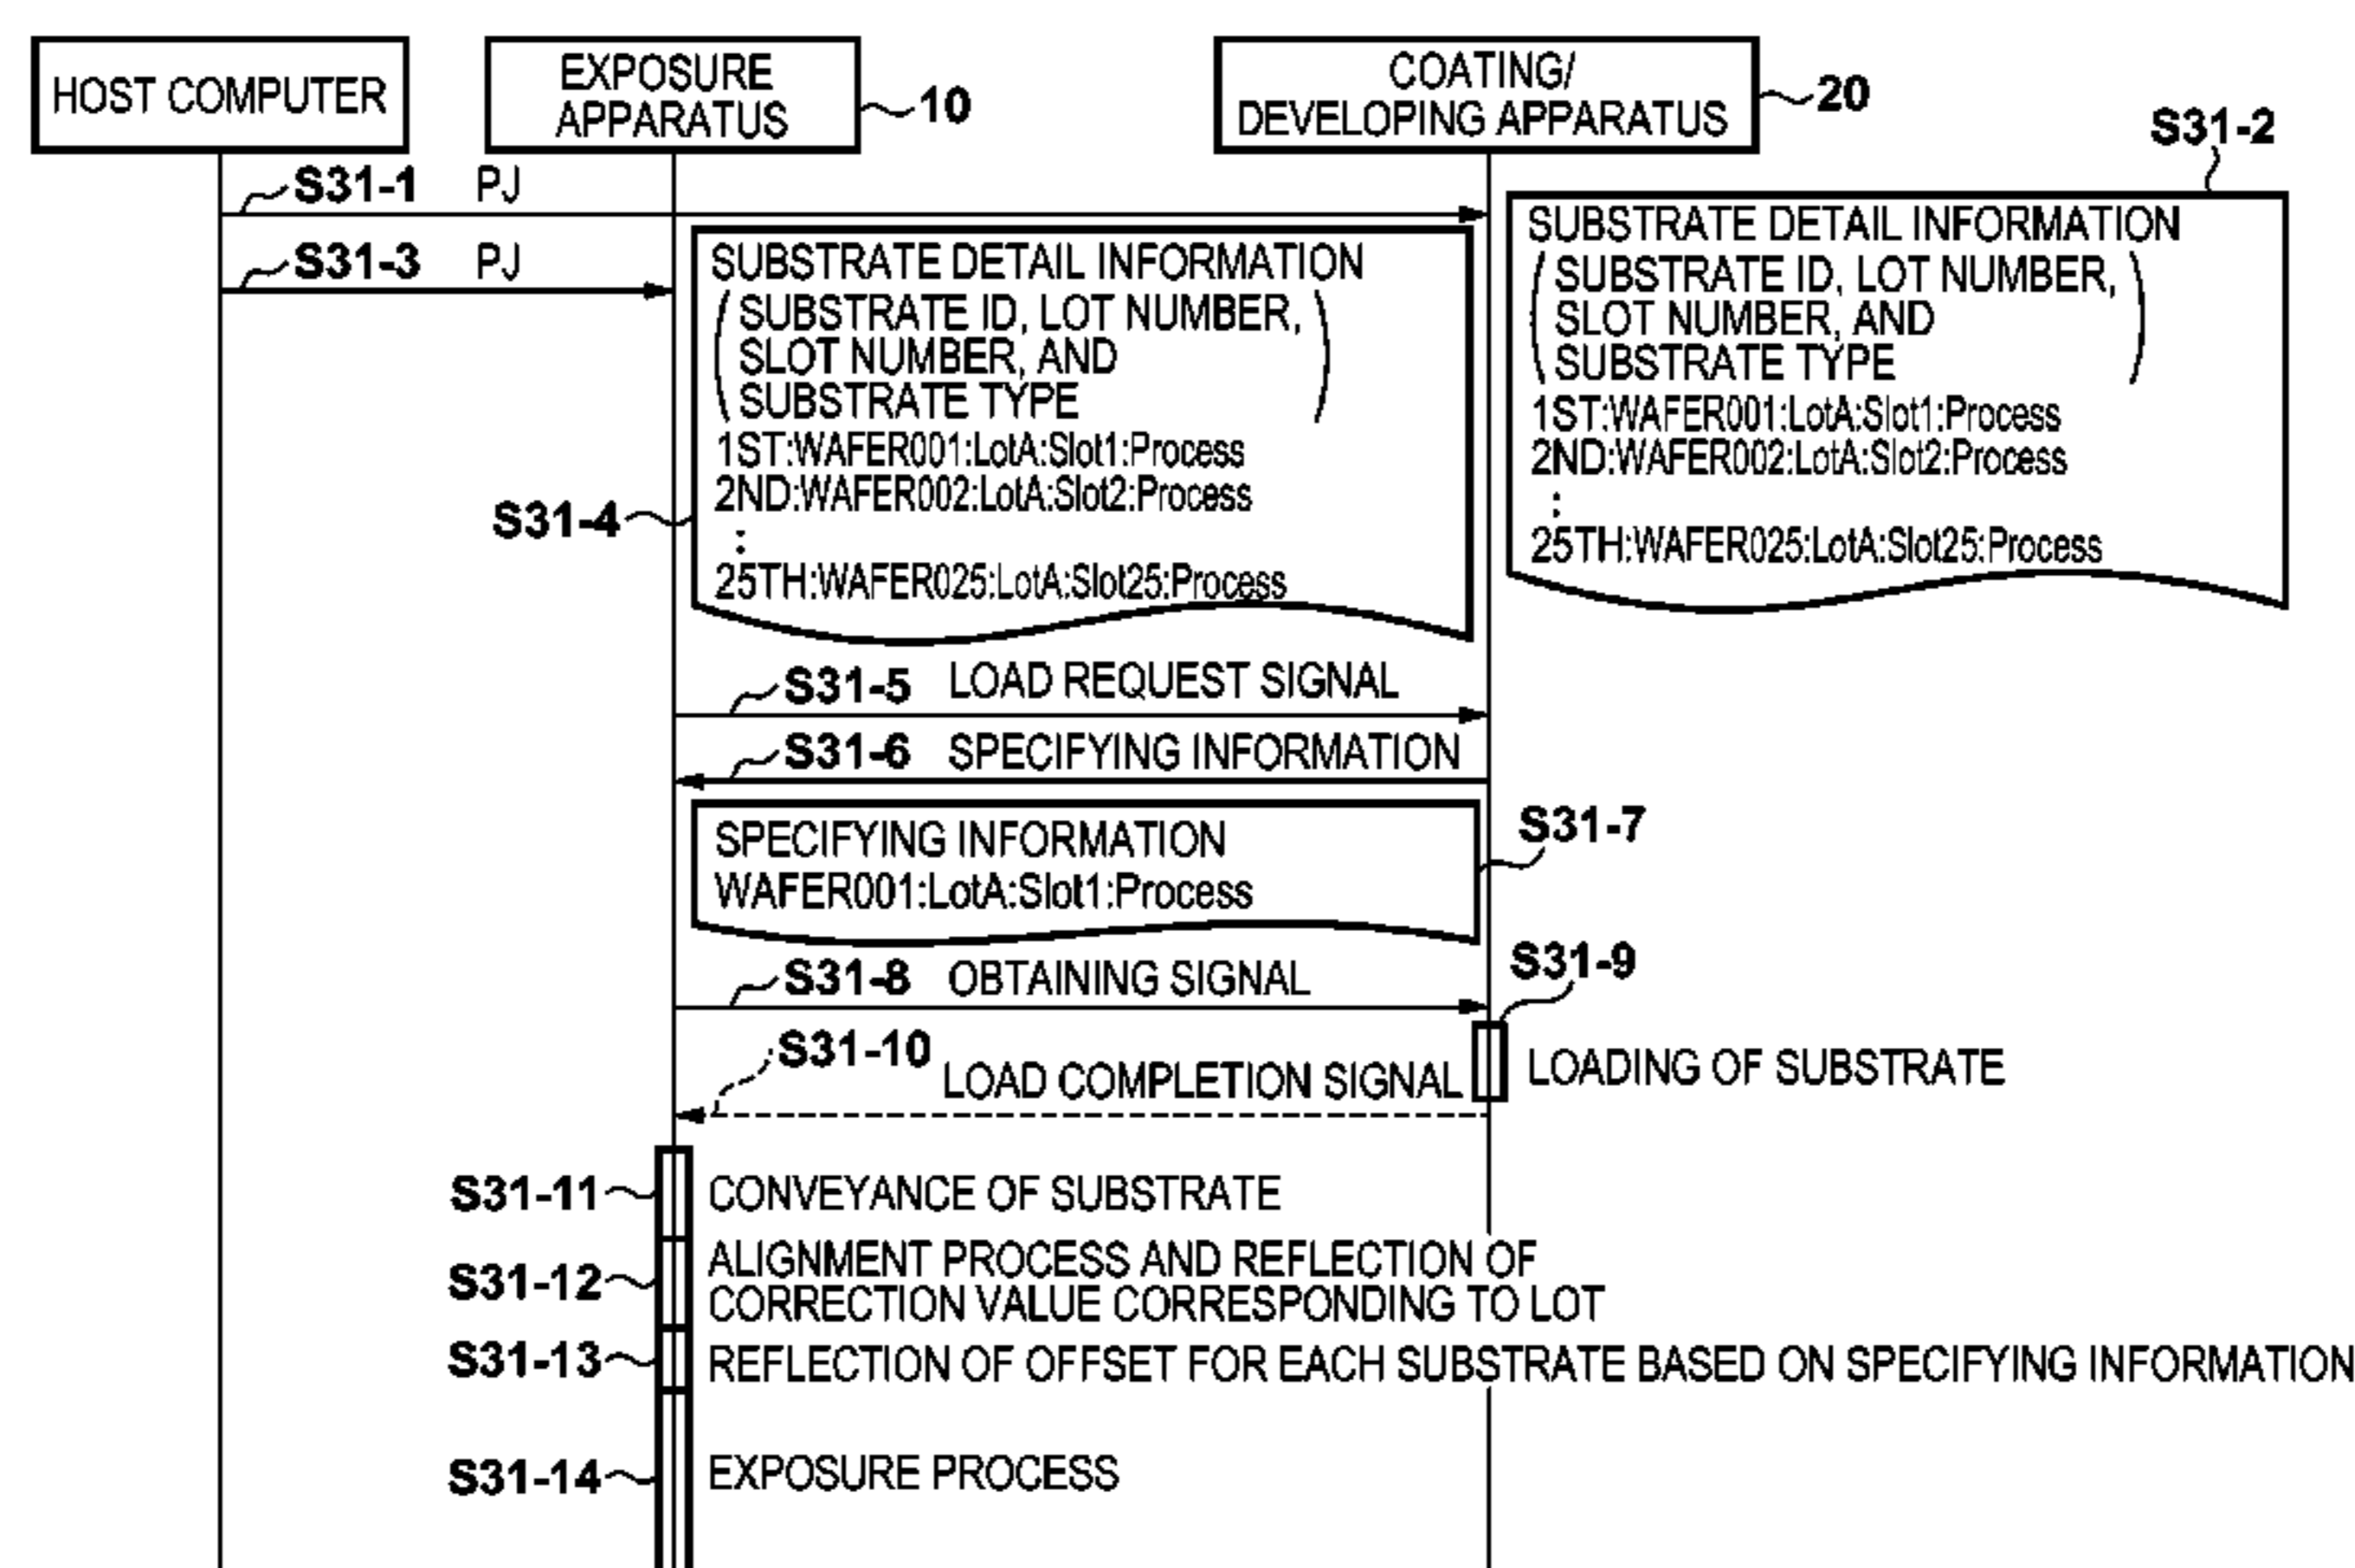 HOST COMPUTER
EXPOSURE
APPARATUS
10
COATING/
DEVELOPING APPARATUS
20
S31-2
S31-1 PJ
S31-3 PJ
SUBSTRATE DETAIL INFORMATION
(SUBSTRATE ID, LOT NUMBER,
SLOT NUMBER, AND
SUBSTRATE TYPE)
1ST:WAFER001:LotA:Slot1:Process
2ND:WAFER002:LotA:Slot2:Process
⋮
25TH:WAFER025:LotA:Slot25:Process
SUBSTRATE DETAIL INFORMATION
(SUBSTRATE ID, LOT NUMBER,
SLOT NUMBER, AND
SUBSTRATE TYPE)
1ST:WAFER001:LotA:Slot1:Process
2ND:WAFER002:LotA:Slot2:Process
⋮
25TH:WAFER025:LotA:Slot25:Process
S31-4
S31-5 LOAD REQUEST SIGNAL
S31-6 SPECIFYING INFORMATION
SPECIFYING INFORMATION
WAFER001:LotA:Slot1:Process
S31-7
S31-8 OBTAINING SIGNAL
S31-9
S31-10
LOAD COMPLETION SIGNAL
LOADING OF SUBSTRATE
S31-11 CONVEYANCE OF SUBSTRATE
S31-12 ALIGNMENT PROCESS AND REFLECTION OF
CORRECTION VALUE CORRESPONDING TO LOT
S31-13 REFLECTION OF OFFSET FOR EACH SUBSTRATE BASED ON SPECIFYING INFORMATION
S31-14 EXPOSURE PROCESS